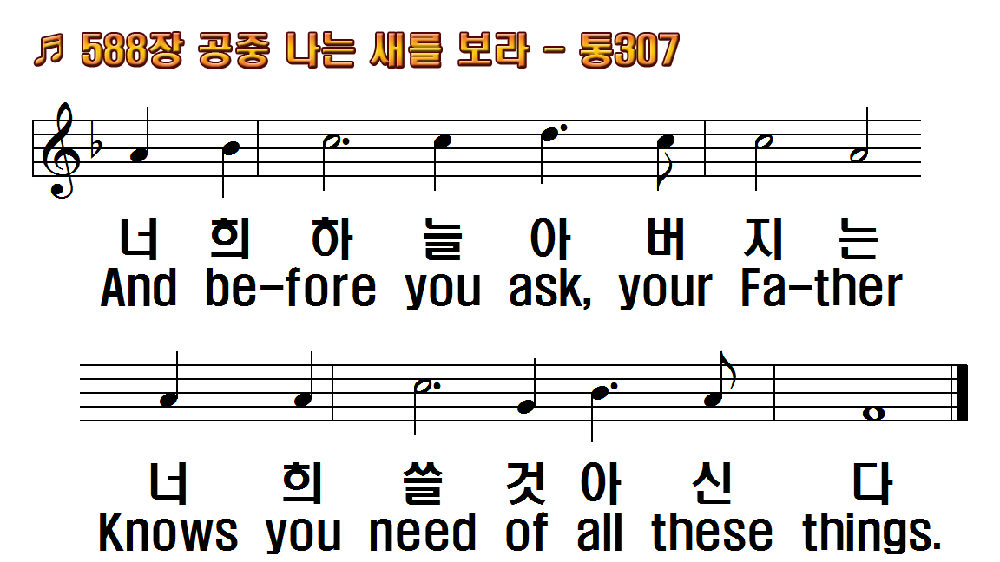 ♬ 588장 공중 나는 새를 보라 - 통307
너 희 하 늘 아 버 지 는
And be-fore you ask, your Fa-ther
너 희 쓸 것 아 신 다
Knows you need of all these things.